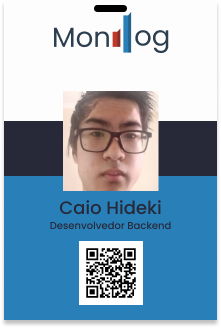 Monilog
Caio Hideki
Desenvolvedor Backend